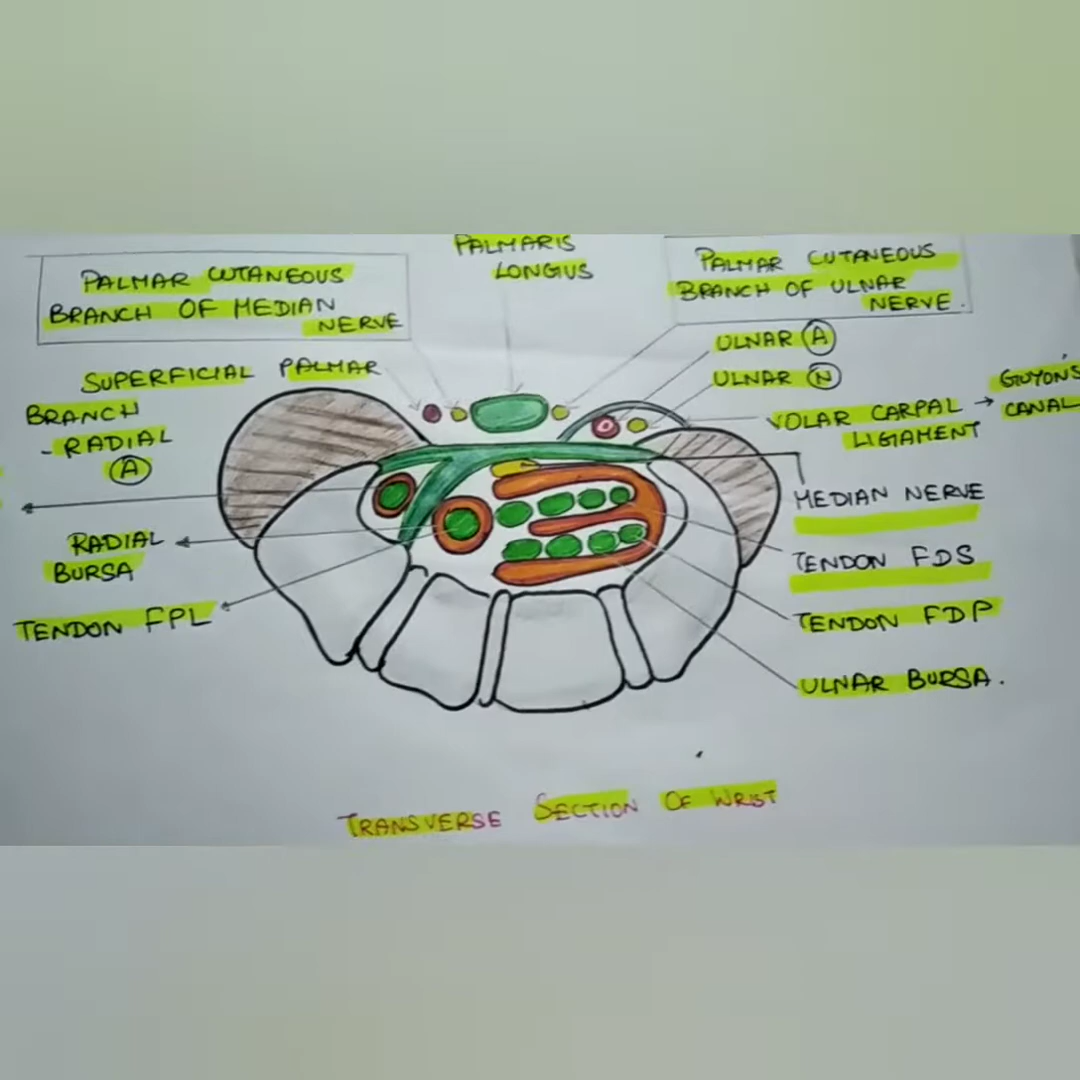 PALMAR CUTANEOUS
BRANCH OF MEDIAN
NERVE
PALMARIS
LONGUS
PALMAR CUTANEOUS
BRANCH OF ULNAR
NERVE.
SUPERFICIAL PALMAR
BRANCH
- RADIAL
A
RADIAL
BURSA
TENDON FPL
ULNAR A
ULNAR N
VOLAR CARPAL → GUYON'S
LIGAMENT CANAL
MEDIAN NERVE
TENDON FDS
TENDON FDP
ULNAR BURSA.
TRANSVERSE SECTION OF WRIST